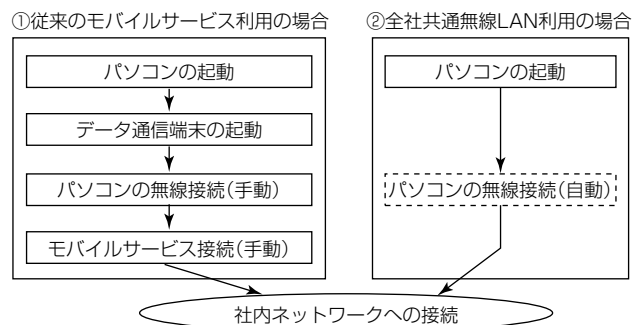 ①従来のモバイルサービス利用の場合
パソコンの起動
データ通信端末の起動
パソコンの無線接続(手動)
モバイルサービス接続(手動)
②全社共通無線LAN利用の場合
パソコンの起動
パソコンの無線接続(自動)
社内ネットワークへの接続